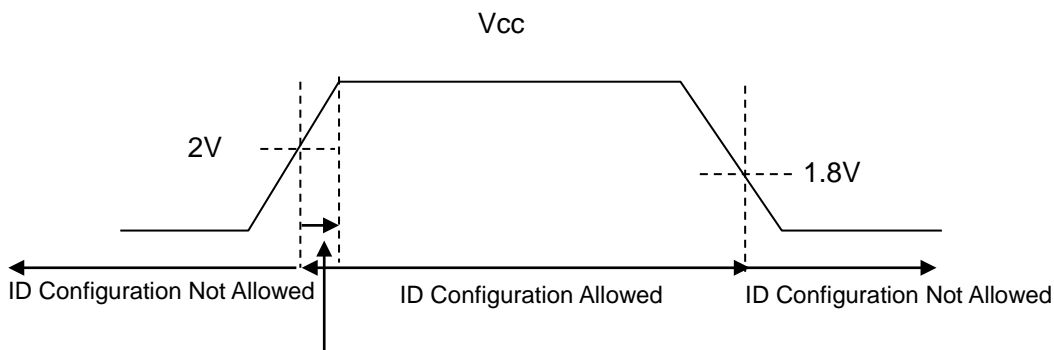 Vcc
2V
1.8V
ID Configuration Not Allowed
ID Configuration Allowed
ID Configuration Not Allowed